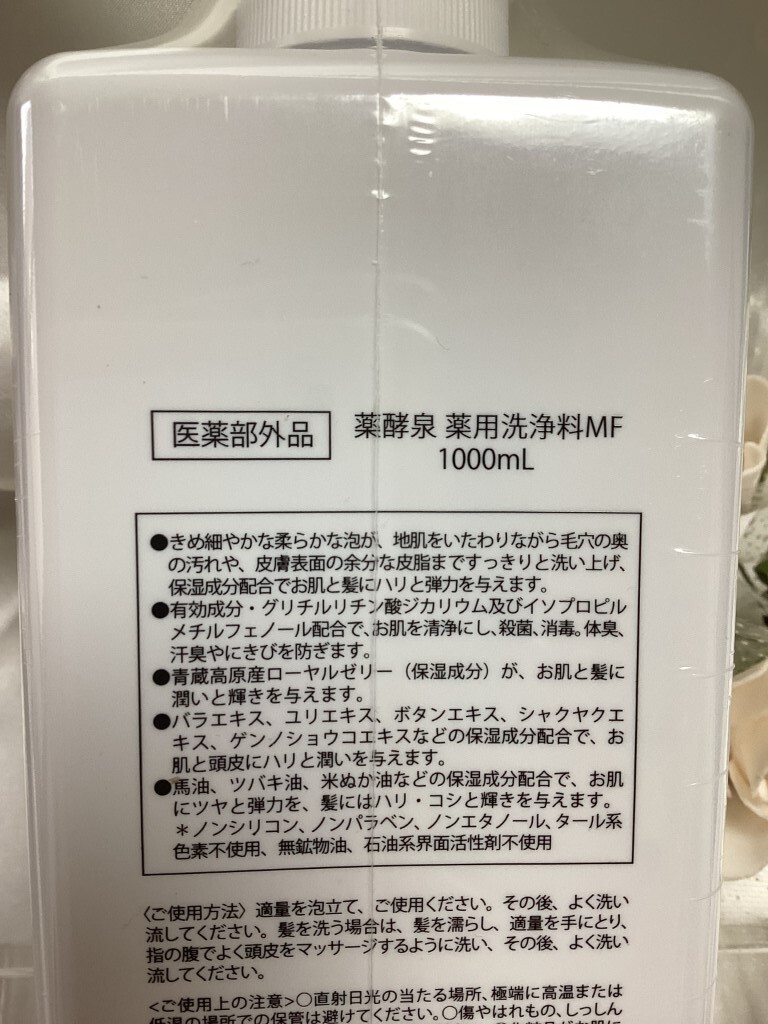 医薬部外品
薬酵泉 薬用洗浄料MF
1000mL
●きめ細やかな柔らかな泡が、地肌をいたわりながら毛穴の奥
の汚れや、皮膚表面の余分な皮脂まですっきりと洗い上げ、
保湿成分配合でお肌と髪にハリと弾力を与えます。
●有効成分・グリチルリチン酸ジカリウム及びイソプロピル
メチルフェノール配合で、お肌を清浄にし、殺菌、消毒。体臭、
汗臭やにきびを防ぎます。
●青蔵高原産ローヤルゼリー（保湿成分）が、お肌と髪に
潤いと輝きを与えます。
●バラエキス、ユリエキス、ボタンエキス、シャクヤクエ
キス、ゲンノショウコエキスなどの保湿成分配合で、お
肌と頭皮にハリと潤いを与えます。
●馬油、ツバキ油、米ぬか油などの保湿成分配合で、お肌
にツヤと弾力を、髪にはハリ・コシと輝きを与えます。
＊ノンシリコン、ノンパラベン、ノンエタノール、タール系
色素不使用、無鉱物油、石油系界面活性剤不使用
〈ご使用方法〉適量を泡立て、ご使用ください。その後、よく洗い
流してください。髪を洗う場合は、髪を濡らし、適量を手にとり、
指の腹でよく頭皮をマッサージするように洗い、その後、よく洗い
流してください。
<ご使用上の注意>〇直射日光の当たる場所、極端に高温または
低温の場所での保管は避けてください。〇傷やはれもの、しっしん